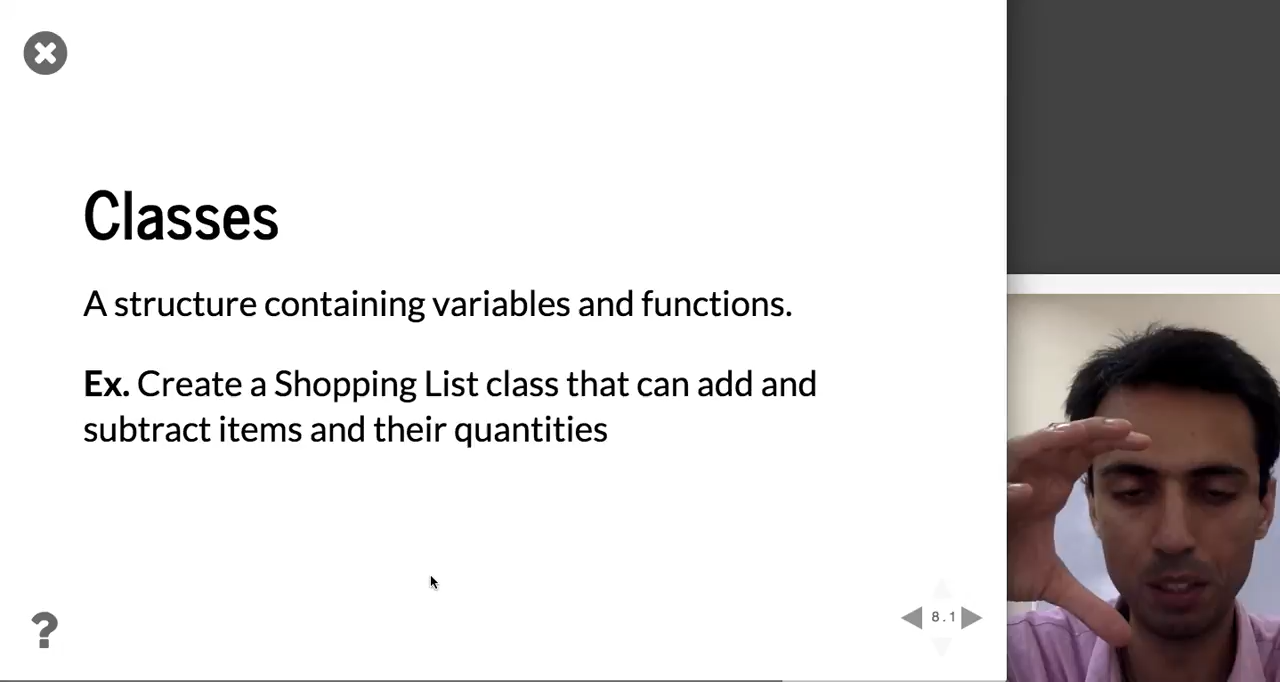 Classes
A structure containing variables and functions.
Ex. Create a Shopping List class that can add and
subtract items and their quantities
?
8.1